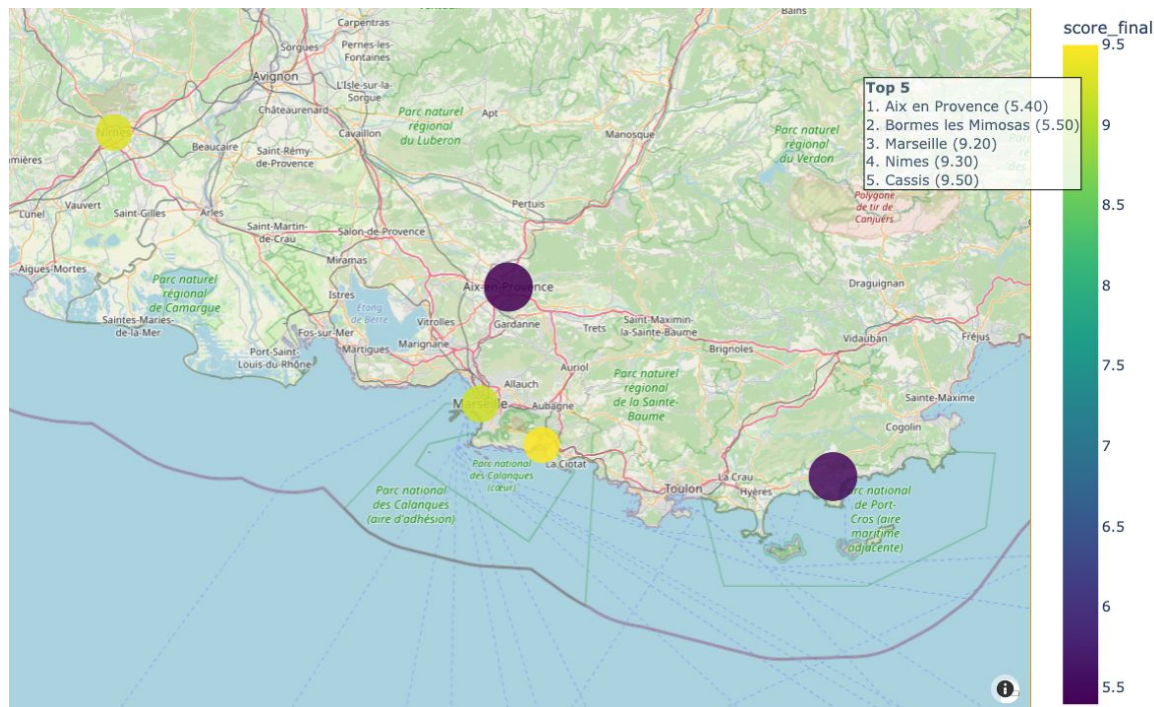 Carpentras
Bains
Sorgues
Pernes-les-
Fontaines
Avignon
L'Isle-sur-la-
Sorgue
Châteaurenard
Parc naturel
régional
du Luberon
Apt
Manosque
Parc naturel
régional
du Verdon
Nîmes
Beaucaire
Cavaillon
Saint-Rémy-
de-Provence
Polygone
de tir de
Canjuers
Lunel
Vauvert
Saint-Gilles
Arles
Pertuis
Saint-Martin-
de-Crau
Salon-de-Provence
Aigues-Mortes
Miramas
Parc naturel
régional
de Camargue
Istres
Étang
de Berre
Aix-en-Provence
Draguignan
Saintes-Maries-
de-la-Mer
Fos-sur-Mer
Vitrolles
Gardanne
Trets
Saint-Maximin-
la-Sainte-Baume
Vidauban
Fréjus
Port-Saint-
Louis-du-Rhône
Martigues
Marignane
Brignoles
Auriol
Allauch
Parc naturel
régional
de la Sainte-
Baume
Marseille
Aubagne
Sainte-Maxime
Cogolin
Parc national
des Calanques
(cœur)
La Ciotat
Parc national
des Calanques
(aire d'adhésion)
Toulon
La Crau
Hyères
Parc national
de Port-
Cros (aire
maritime
adjacente)
Top 5
1. Aix en Provence (5.40)
2. Bormes les Mimosas (5.50)
3. Marseille (9.20)
4. Nimes (9.30)
5. Cassis (9.50)
score_final
9.5
9
8.5
8
7.5
7
6.5
6
5.5